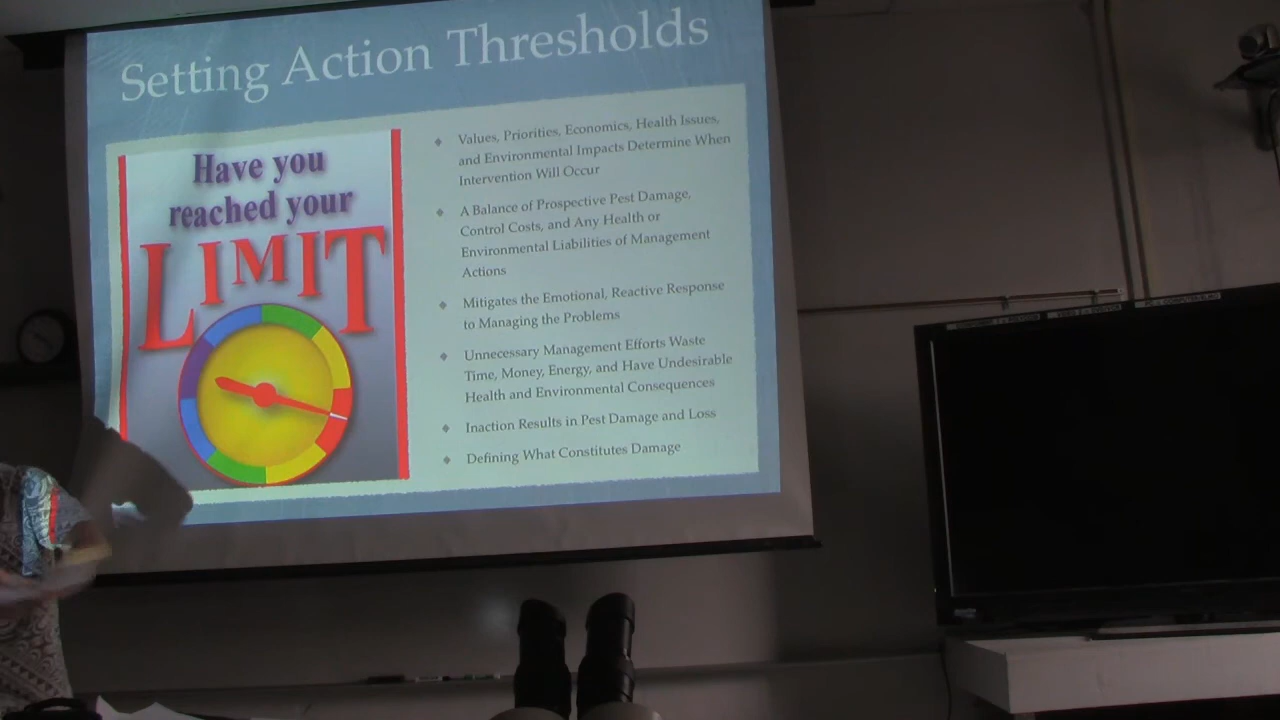 Setting Action Thresholds
Have you
reached your
LIMIT
Values, Priorities, Economics, Health Issues,
and Environmental Impacts Determine When
Intervention Will Occur
A Balance of Prospective Pest Damage,
Control Costs, and Any Health or
Environmental Liabilities of Management
Actions
Mitigates the Emotional, Reactive Response
to Managing the Problems
Unnecessary Management Efforts Waste
Time, Money, Energy, and Have Undesirable
Health and Environmental Consequences
Inaction Results in Pest Damage and Loss
Defining What Constitutes Damage